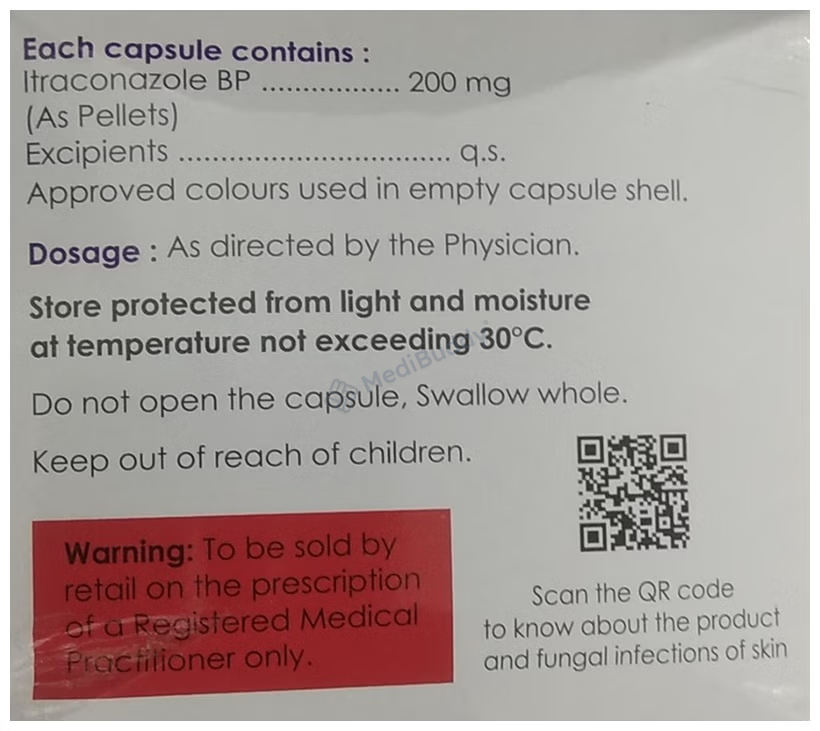 Each capsule contains :
Itraconazole BP ................. 200 mg
(As Pellets)
Excipients ................................. q.s.
Approved colours used in empty capsule shell.
Dosage : As directed by the Physician.
Store protected from light and moisture
at temperature not exceeding 30°C.
MediBuddy
Do not open the capsule, Swallow whole.
Keep out of reach of children.
Warning: To be sold by
retail on the prescription
of a Registered Medical
Practitioner only.
Scan the QR code
to know about the product
and fungal infections of skin